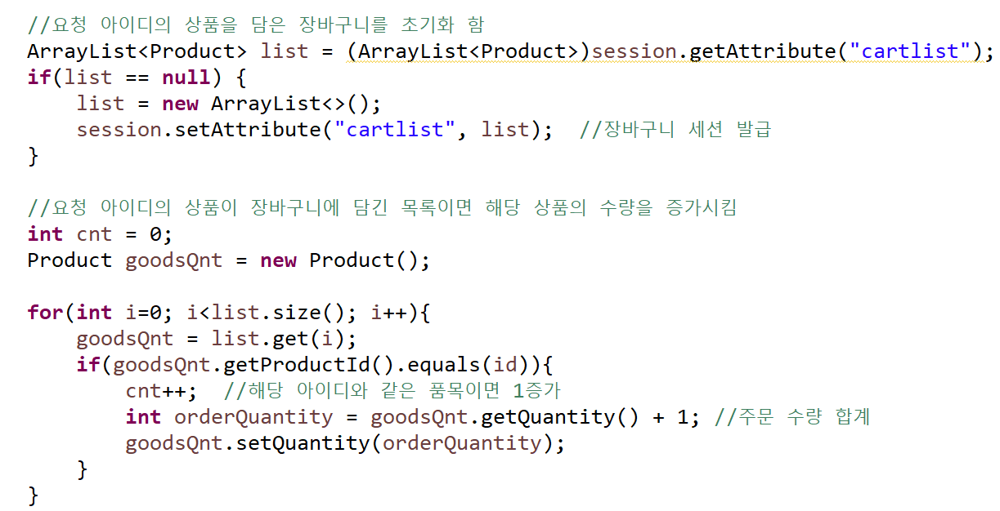 //요청 아이디의 상품을 담은 장바구니를 초기화 함
ArrayList<Product> list = (ArrayList<Product>)session.getAttribute("cartlist");
if(list == null) {
    list = new ArrayList<>();
    session.setAttribute("cartlist", list);  //장바구니 세션 발급
}

//요청 아이디의 상품이 장바구니에 담긴 목록이면 해당 상품의 수량을 증가시킴
int cnt = 0;
Product goodsQnt = new Product();

for(int i=0; i<list.size(); i++){
    goodsQnt = list.get(i);
    if(goodsQnt.getProductId().equals(id)){
        cnt++;  //해당 아이디와 같은 품목이면 1증가
        int orderQuantity = goodsQnt.getQuantity() + 1; //주문 수량 합계
        goodsQnt.setQuantity(orderQuantity);
    }
}